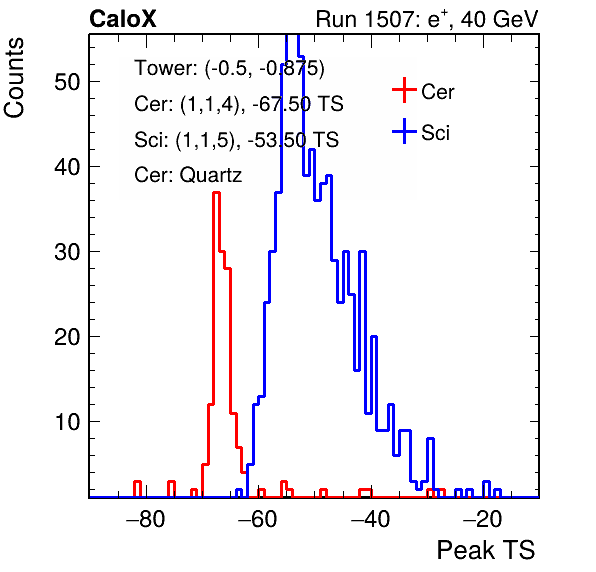 CaloX Run 1507: e⁺, 40 GeV
Counts
Tower: (-0.5, -0.875)
Cer: (1,1,4), -67.50 TS
Sci: (1,1,5), -53.50 TS
Cer: Quartz
Cer
Sci
50
40
30
20
10
−80 −60 −40 −20
Peak TS